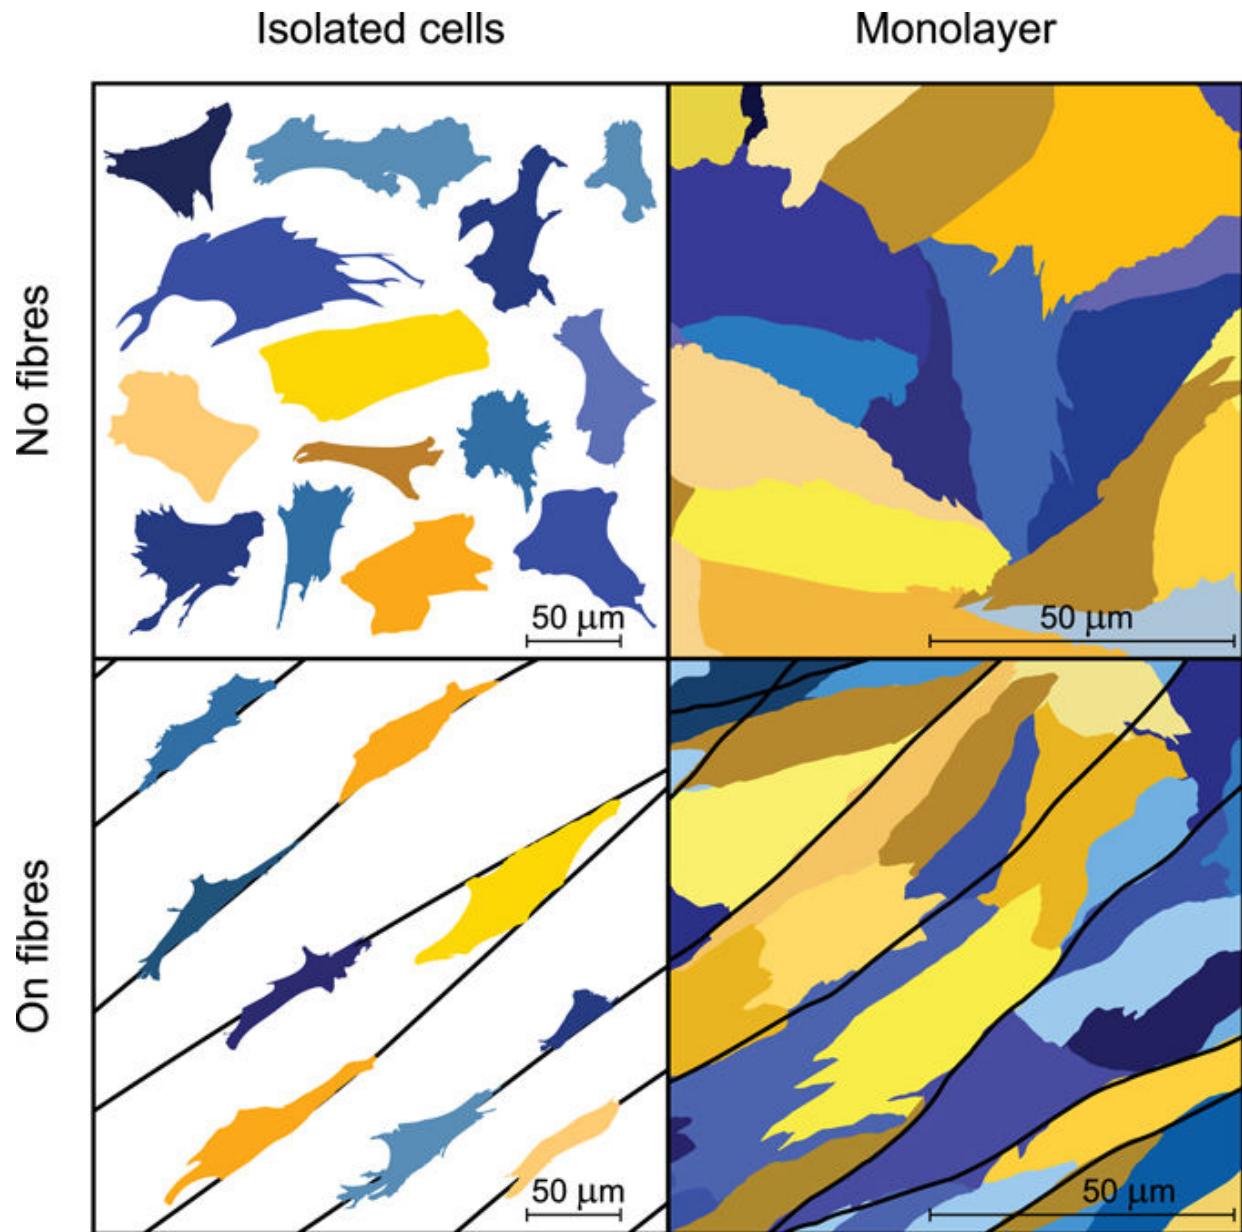 Isolated cells
Monolayer
No fibres
50 μm
50 μm
On fibres
50 μm
50 μm